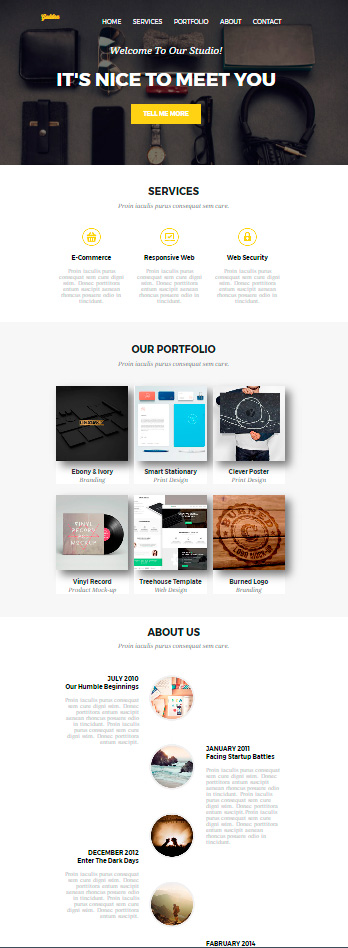 Golden
HOME SERVICES PORTFOLIO ABOUT CONTACT
Welcome To Our Studio!
IT'S NICE TO MEET YOU
TELL ME MORE
SERVICES
Proin iaculis purus consequat sem cure.
E-Commerce
Proin iaculis purus
consequat sem cure digni
ssim. Donec porttitora
entum suscipit aenean
rhoncus posuere odio in
tincidunt.
Responsive Web
Proin iaculis purus
consequat sem cure digni
ssim. Donec porttitora
entum suscipit aenean
rhoncus posuere odio in
tincidunt.
Web Security
Proin iaculis purus
consequat sem cure digni
ssim. Donec porttitora
entum suscipit aenean
rhoncus posuere odio in
tincidunt.
OUR PORTFOLIO
Proin iaculis purus consequat sem cure.
Ebony & Ivory
Branding
Smart Stationary
Print Design
Clever Poster
Print Design
VINYL
RECORD
MOCKUP
BURNED
LOGO MOCKUP
Vinyl Record
Product Mock-up
Treehouse Template
Web Design
Burned Logo
Branding
ABOUT US
Proin iaculis purus consequat sem cure.
JULY 2010
Our Humble Beginnings
Proin iaculis purus consequat
sem cure digni ssim. Donec
porttitora entum suscipit
aenean rhoncus posuere odio
in tincidunt. Proin iaculis
purus consequat sem cure
digni ssim. Donec porttitora
entum suscipit.
JANUARY 2011
Facing Startup Battles
Proin iaculis purus consequat
sem cure digni ssim. Donec
porttitora entum suscipit
aenean rhoncus posuere odio
in tincidunt. Proin iaculis
purus consequat sem cure
digni ssim. Donec porttitora
entum suscipit Proin iaculis
purus consequat sem cure
digni ssim. Donec porttitora
entum suscipit.
DECEMBER 2012
Enter The Dark Days
Proin iaculis purus consequat
sem cure digni ssim. Donec
porttitora entum suscipit
aenean rhoncus posuere odio
in tincidunt. Proin iaculis
purus consequat sem cure
digni ssim. Donec porttitora
entum suscipit.
FABRUARY 2014